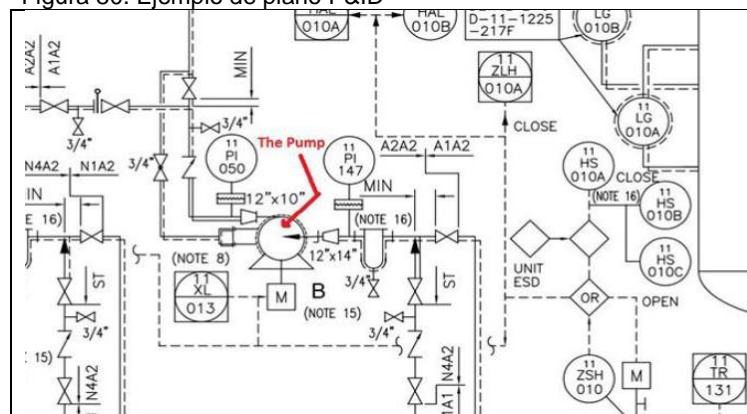 Figura 30. Ejemplo de plano P&ID
HAL
010A
HAL
010B
D-11-1225
-217F
LG
010B
11
ZLH
010A
11
LG
010A
A2A2
A1A2
MIN
3/4"
3/4"
CLOSE
The Pump
11
PI
050
11
PI
147
A2A2
A1A2
11
HS
010A
CLOSE
(NOTE 16)
11
HS
010B
N4A2
N1A2
3/4"
12"x10"
MIN
(NOTE 16)
IN
E 16)
11
HS
010C
(NOTE 8)
12"x14"
UNIT
ESD
ST
11
XL
013
M
B
(NOTE 15)
3/4"
ST
OR
OPEN
3/4"
3/4"
15)
N4A2
N4A2
1A1
11
ZSH
010
M
11
TR
131